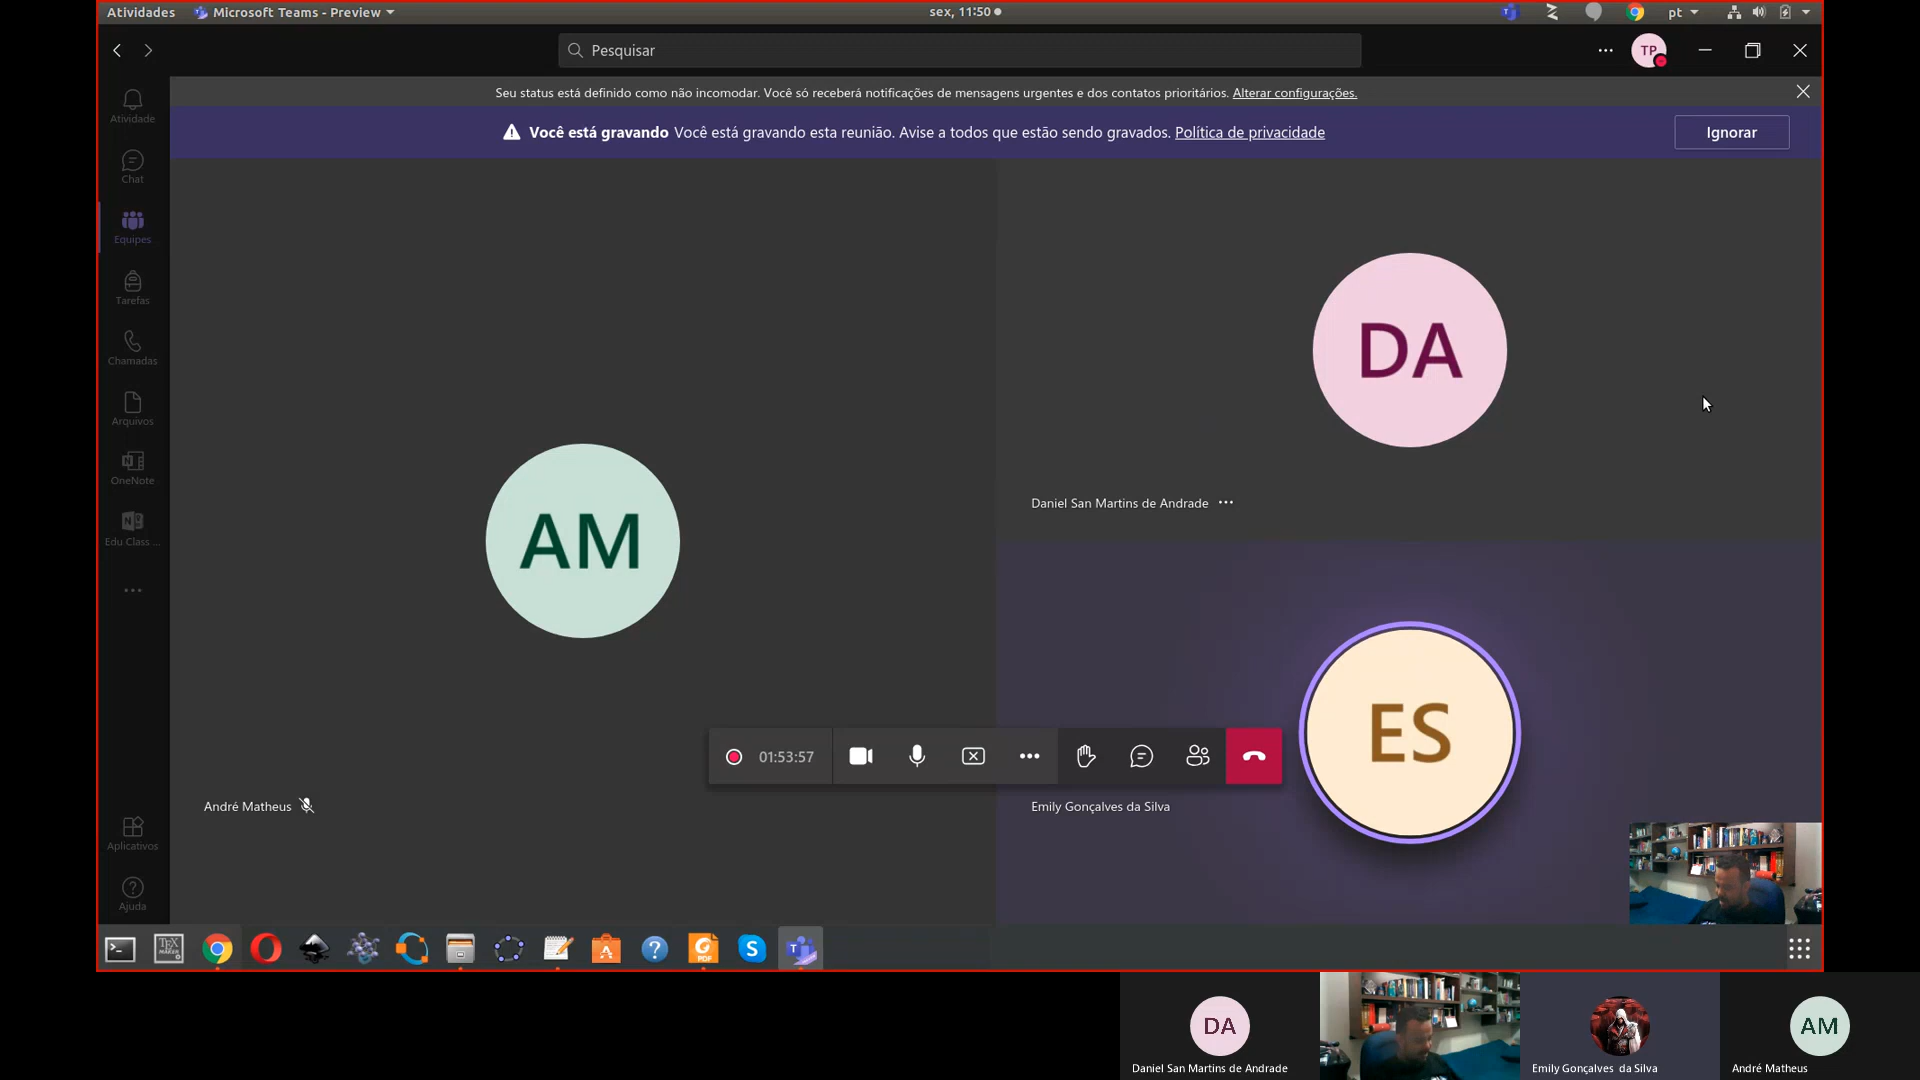 Atividades
Microsoft Teams - Preview
sex, 11:50
pt
Pesquisar
TP
Seu status está definido como não incomodar. Você só receberá notificações de mensagens urgentes e dos contatos prioritários. Alterar configurações.
Você está gravando Você está gravando esta reunião. Avise a todos que estão sendo gravados. Política de privacidade
Ignorar
Atividade
Chat
Equipes
Tarefas
Chamadas
Arquivos
OneNote
Edu Class ...
Aplicativos
Ajuda
DA
Daniel San Martins de Andrade
AM
André Matheus
ES
Emily Gonçalves da Silva
01:53:57
DA
Daniel San Martins de Andrade
Emily Gonçalves da Silva
AM
André Matheus